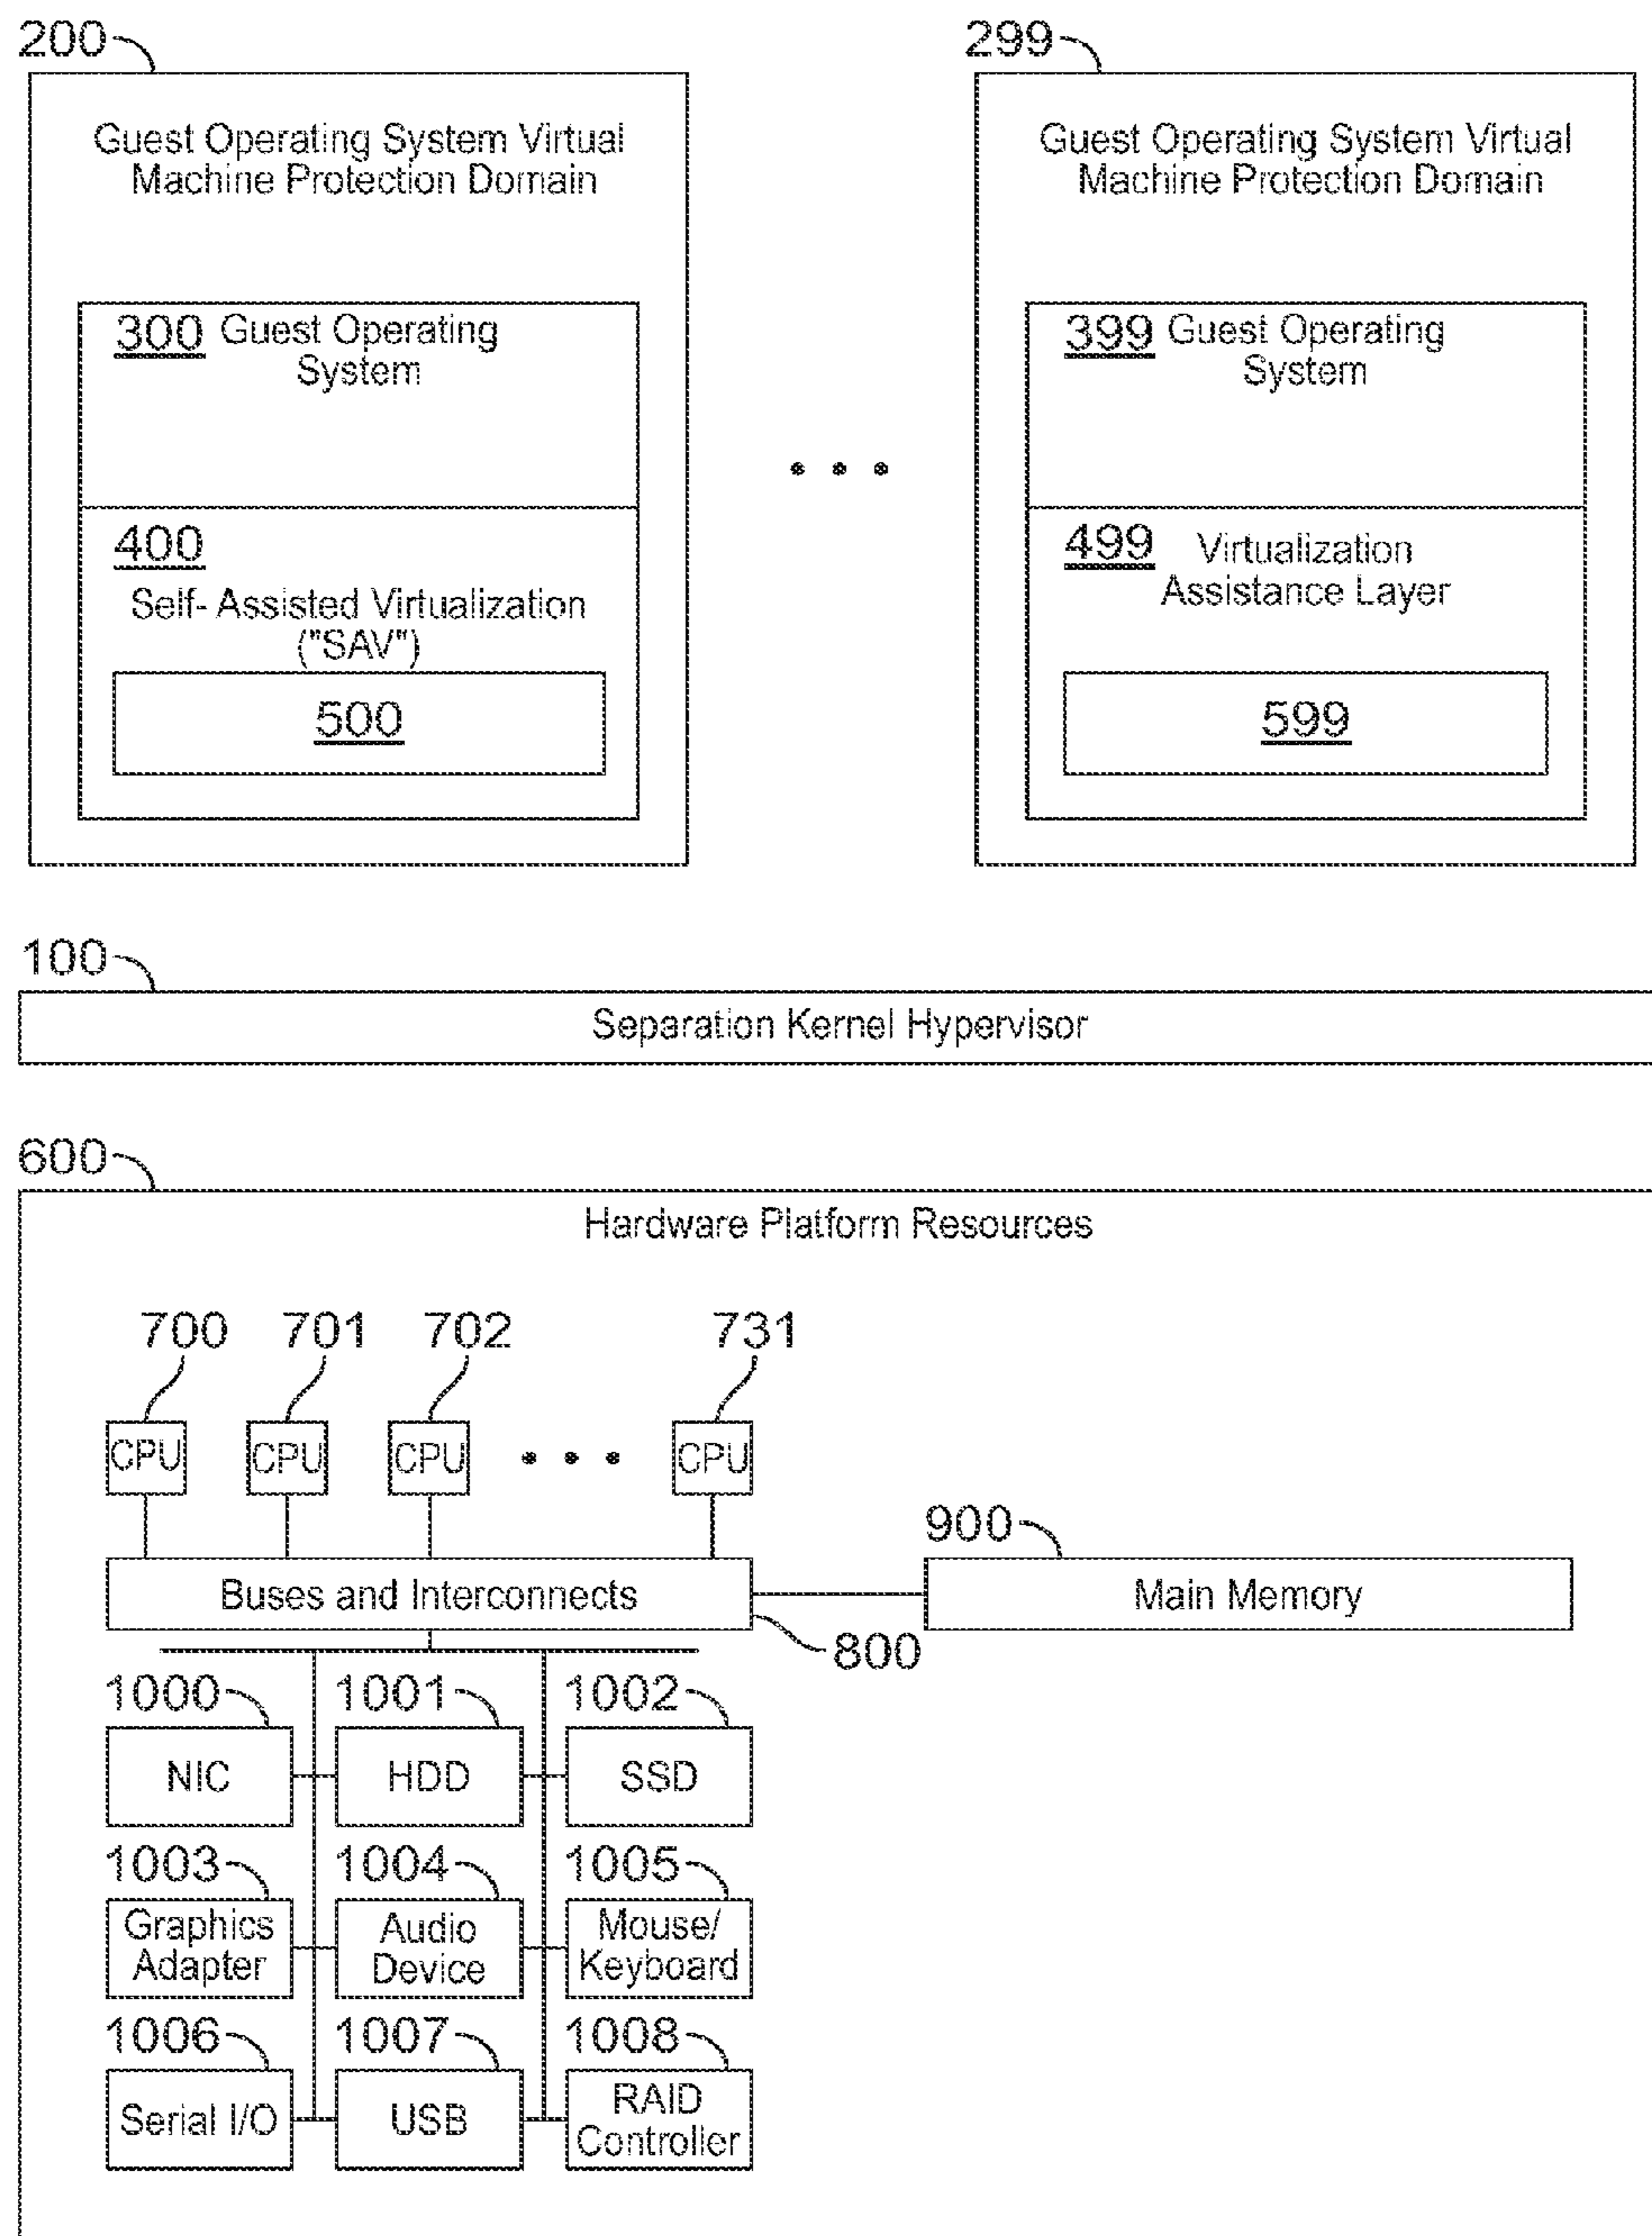 200
299
Guest Operating System Virtual
Machine Protection Domain
300 Guest Operating
System
400
Self- Assisted Virtualization
("SAV")
500
Guest Operating System Virtual
Machine Protection Domain
399 Guest Operating
System
499 Virtualization
Assistance Layer
599
100
Separation Kernel Hypervisor
600
Hardware Platform Resources
700
701
702
731
CPU
CPU
CPU
CPU
900
Buses and Interconnects
Main Memory
800
1000
1001
1002
NIC
HDD
SSD
1003
1004
1005
Graphics
Adapter
Audio
Device
Mouse/
Keyboard
1006
1007
1008
Serial I/O
USB
RAID
Controller